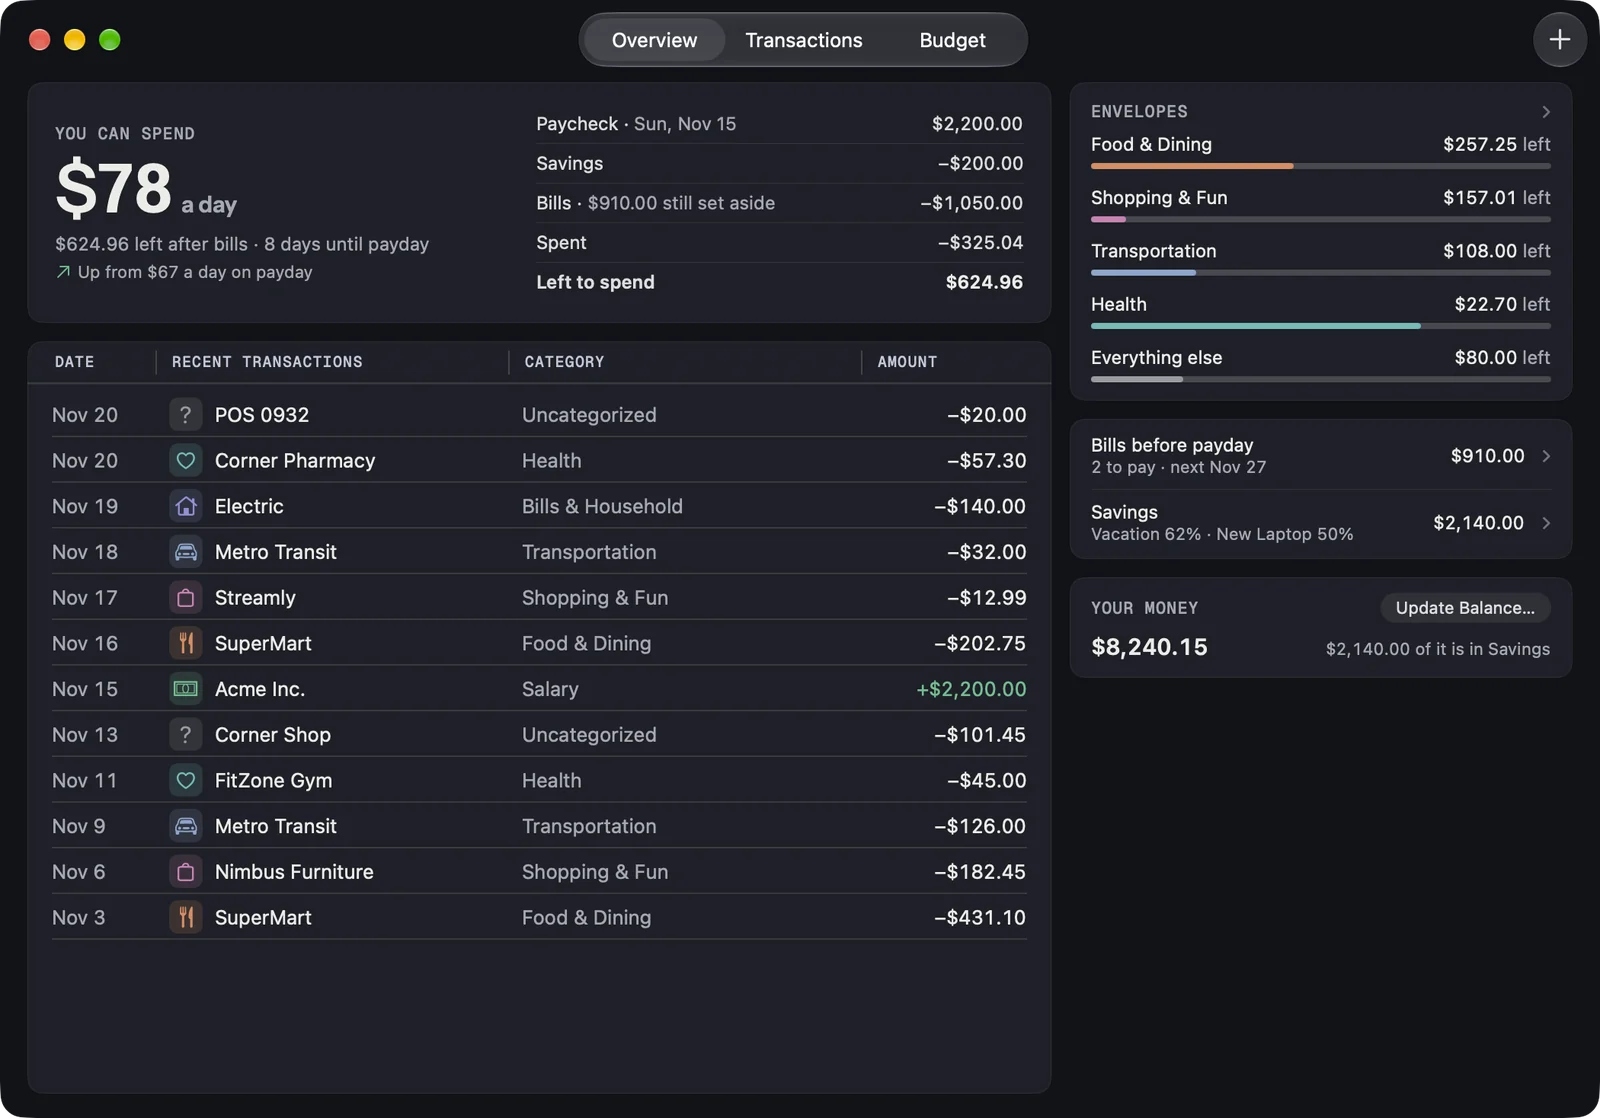 Overview
Transactions
Budget
YOU CAN SPEND
$78 a day
$624.96 left after bills · 8 days until payday
Up from $67 a day on payday
Paycheck · Sun, Nov 15 $2,200.00
Savings –$200.00
Bills · $910.00 still set aside –$1,050.00
Spent –$325.04
Left to spend $624.96
DATE RECENT TRANSACTIONS CATEGORY AMOUNT
Nov 20 ? POS 0932 Uncategorized –$20.00
Nov 20 Corner Pharmacy Health –$57.30
Nov 19 Electric Bills & Household –$140.00
Nov 18 Metro Transit Transportation –$32.00
Nov 17 Streamly Shopping & Fun –$12.99
Nov 16 SuperMart Food & Dining –$202.75
Nov 15 Acme Inc. Salary +$2,200.00
Nov 13 ? Corner Shop Uncategorized –$101.45
Nov 11 FitZone Gym Health –$45.00
Nov 9 Metro Transit Transportation –$126.00
Nov 6 Nimbus Furniture Shopping & Fun –$182.45
Nov 3 SuperMart Food & Dining –$431.10
ENVELOPES
Food & Dining $257.25 left
Shopping & Fun $157.01 left
Transportation $108.00 left
Health $22.70 left
Everything else $80.00 left
Bills before payday $910.00
2 to pay · next Nov 27
Savings $2,140.00
Vacation 62% · New Laptop 50%
YOUR MONEY Update Balance...
$8,240.15 $2,140.00 of it is in Savings